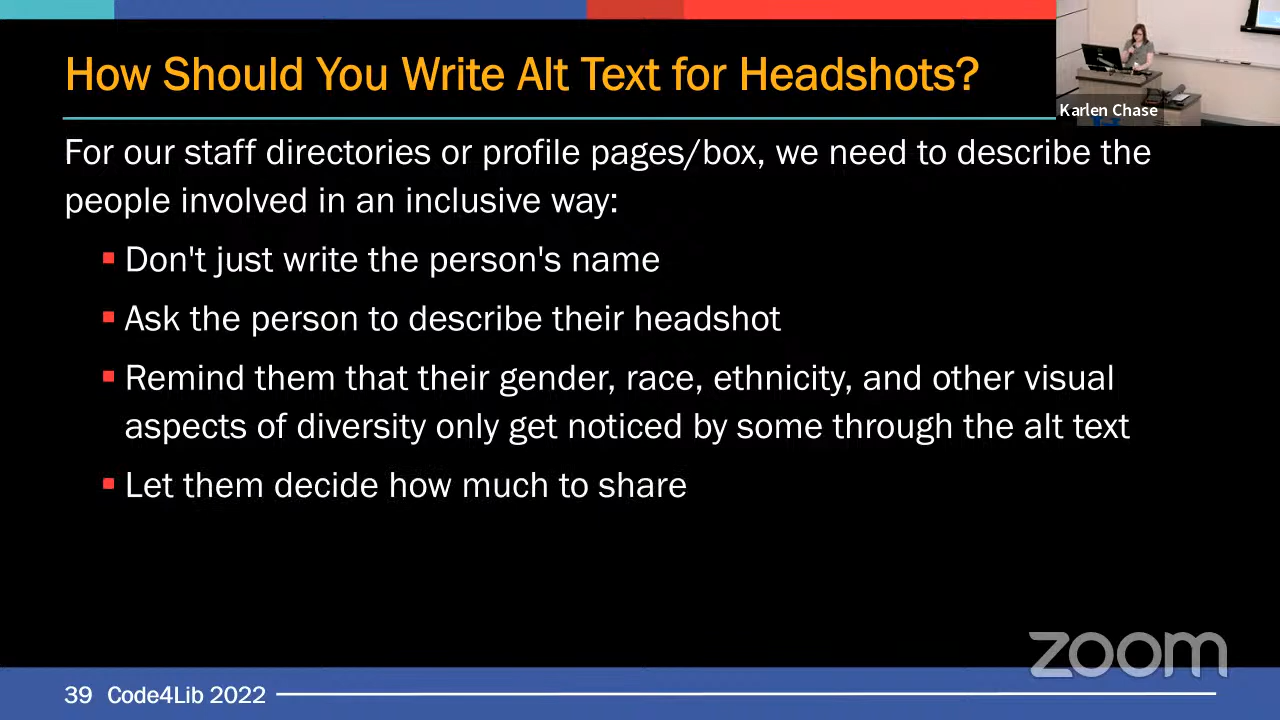 How Should You Write Alt Text for Headshots?
Karlen Chase
For our staff directories or profile pages/box, we need to describe the
people involved in an inclusive way:
Don't just write the person's name
Ask the person to describe their headshot
Remind them that their gender, race, ethnicity, and other visual
aspects of diversity only get noticed by some through the alt text
Let them decide how much to share
zoom
39 Code4Lib 2022